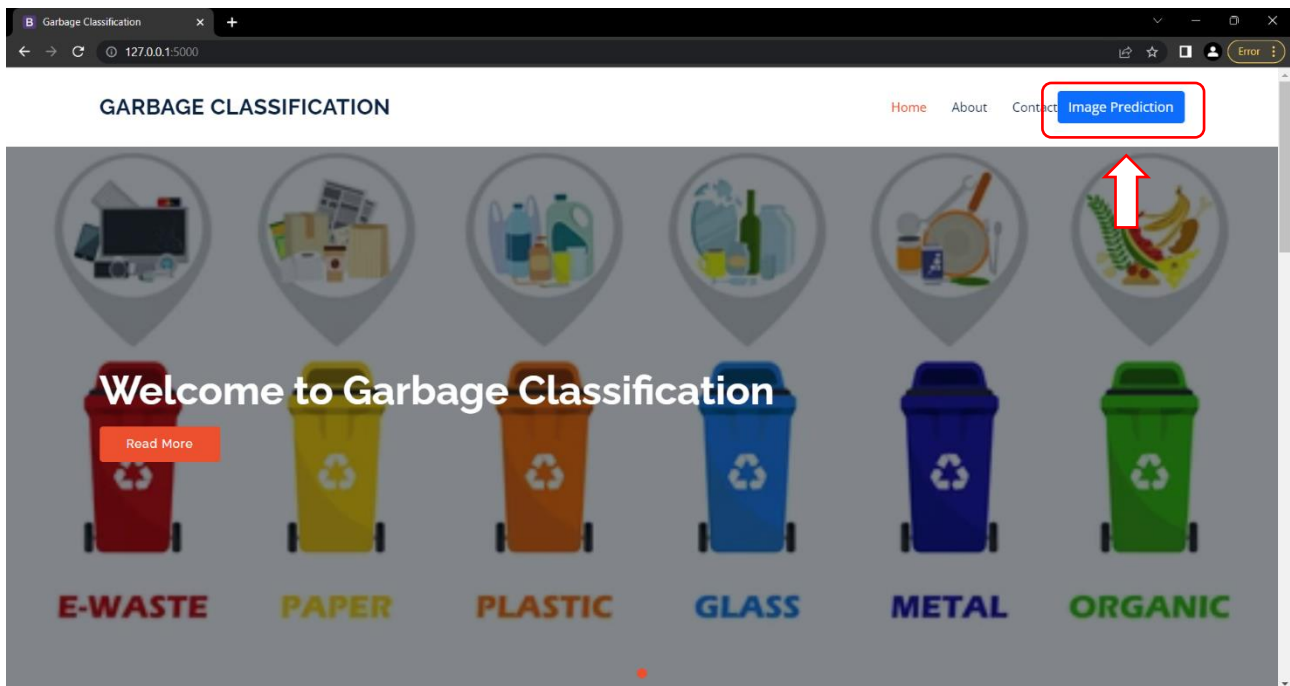 Garbage Classification
127.0.0.1:5000
Error
GARBAGE CLASSIFICATION
Home About Contact Image Prediction
Welcome to Garbage Classification
Read More
E-WASTE PAPER PLASTIC GLASS METAL ORGANIC